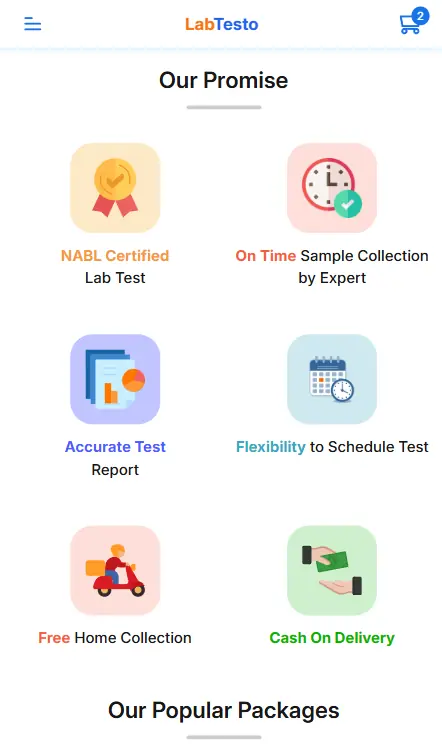 LabTesto
2
Our Promise
NABL Certified
Lab Test
On Time Sample Collection
by Expert
Accurate Test
Report
Flexibility to Schedule Test
Free Home Collection
Cash On Delivery
Our Popular Packages